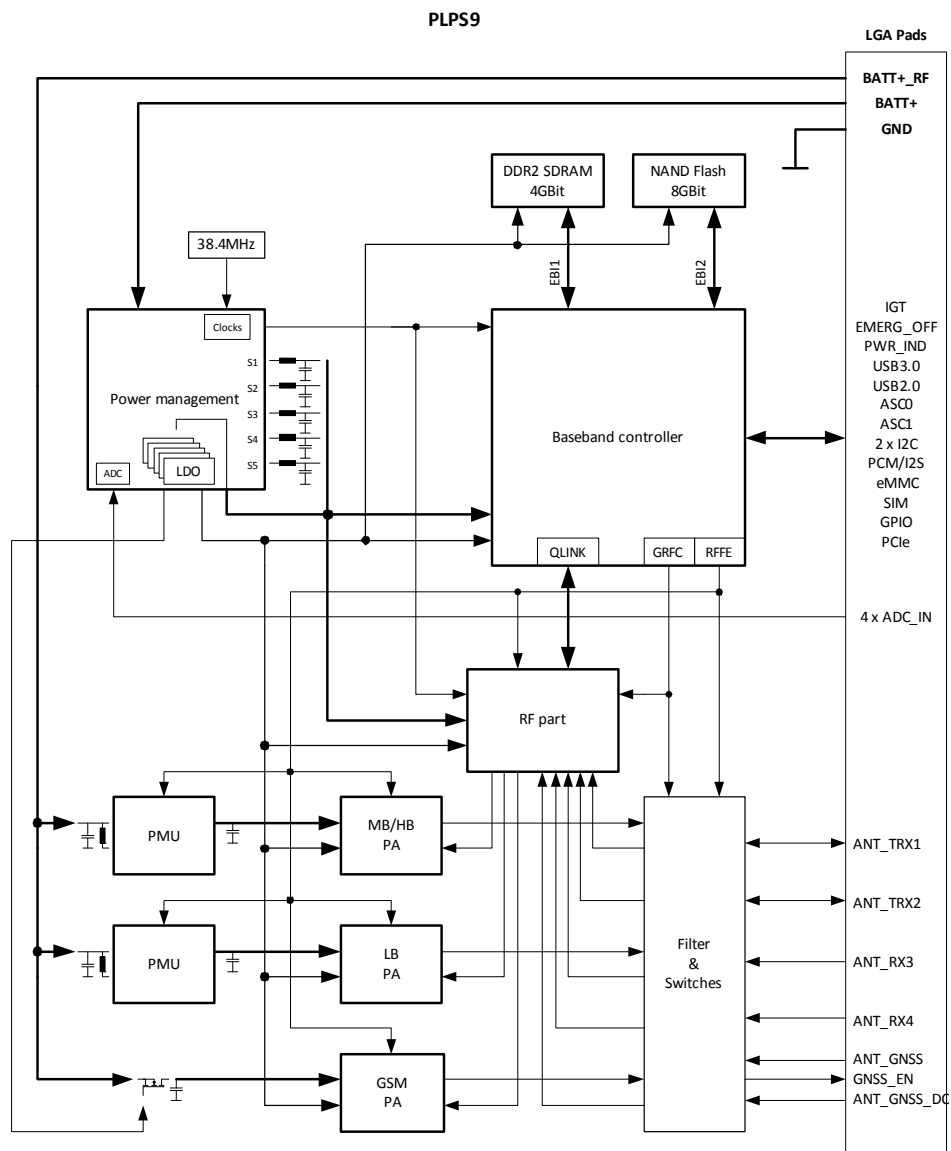 PLPS9
LGA Pads
BATT+_RF
BATT+
GND
DDR2 SDRAM
4GBit
NAND Flash
8GBit
38.4MHz
EBI1
EBI2
Clocks
S1
S2
S3
S4
S5
Power management
ADC
LDO
Baseband controller
QLINK
GRFC
RFFE
IGT
EMERG_OFF
PWR_IND
USB3.0
USB2.0
ASC0
ASC1
2 x I2C
PCM/I2S
eMMC
SIM
GPIO
PCIe
4 x ADC_IN
RF part
PMU
MB/HB
PA
PMU
LB
PA
GSM
PA
Filter
&
Switches
ANT_TRX1
ANT_TRX2
ANT_RX3
ANT_RX4
ANT_GNSS
GNSS_EN
ANT_GNSS_DC